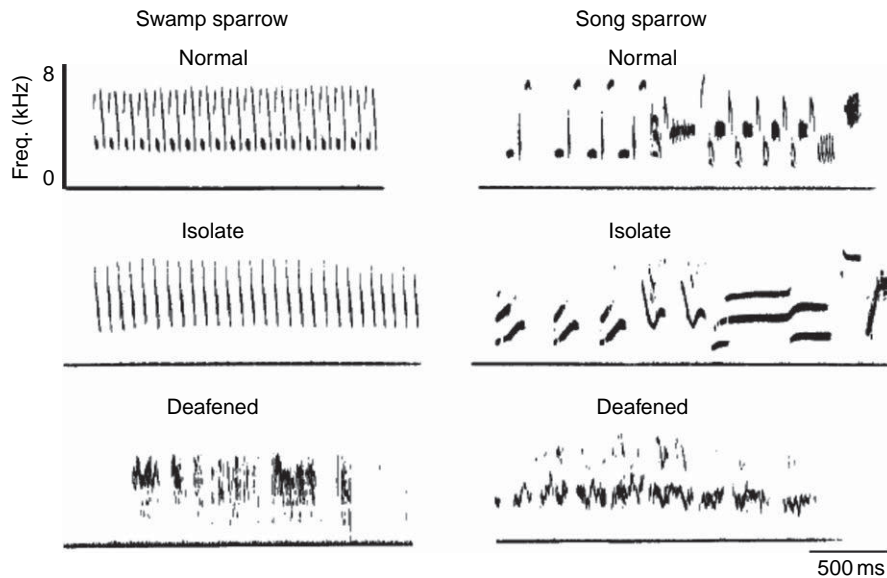 Swamp sparrow
Song sparrow
Normal
Normal
8
Freq. (kHz)
0
Isolate
Isolate
Deafened
Deafened
500 ms